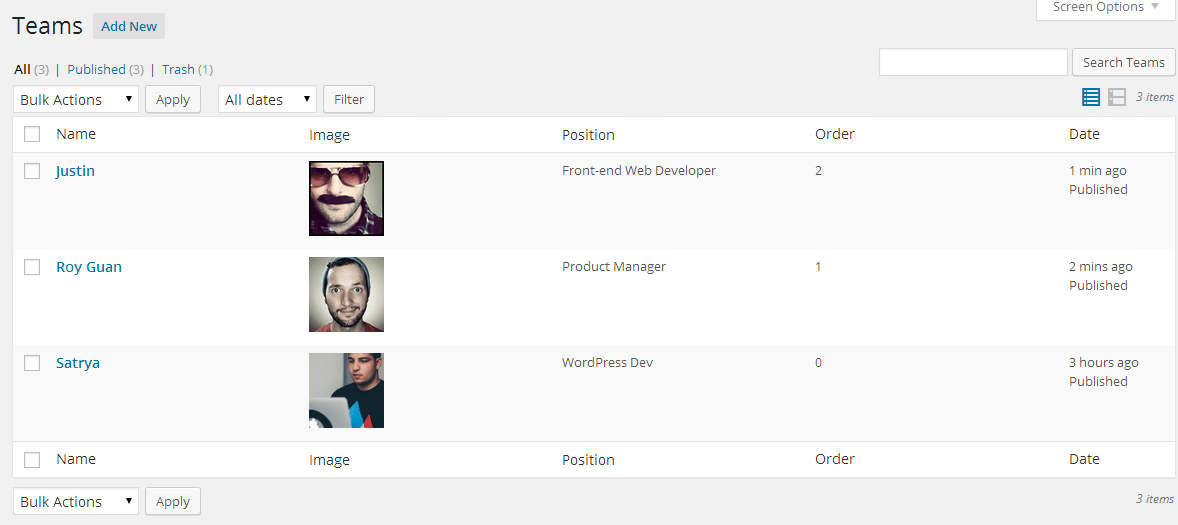 Screen Options
Teams Add New
All (3) | Published (3) | Trash (1)
Search Teams
Bulk Actions Apply All dates Filter 3 items
Name Image Position Order Date
Justin Front-end Web Developer 2 1 min ago
Published
Roy Guan Product Manager 1 2 mins ago
Published
Satrya WordPress Dev 0 3 hours ago
Published
Name Image Position Order Date
Bulk Actions Apply 3 items